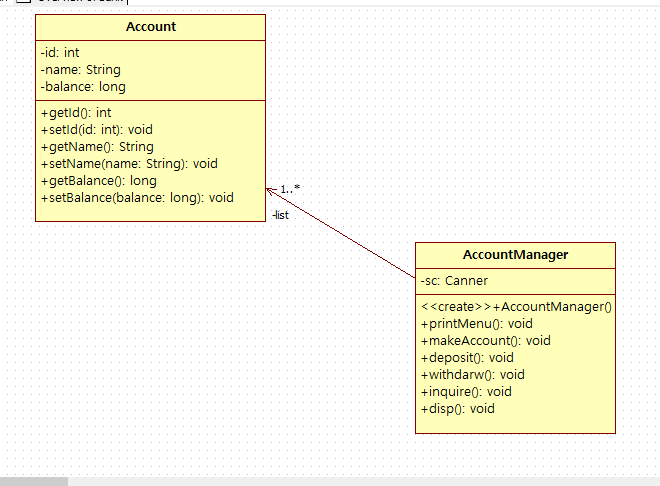 Account
-id: int
-name: String
-balance: long
+getId(): int
+setId(id: int): void
+getName(): String
+setName(name: String): void
+getBalance(): long
+setBalance(balance: long): void
1..*
-list
AccountManager
-sc: Canner
<<create>>+AccountManager()
+printMenu(): void
+makeAccount(): void
+deposit(): void
+withdarw(): void
+inquire(): void
+disp(): void